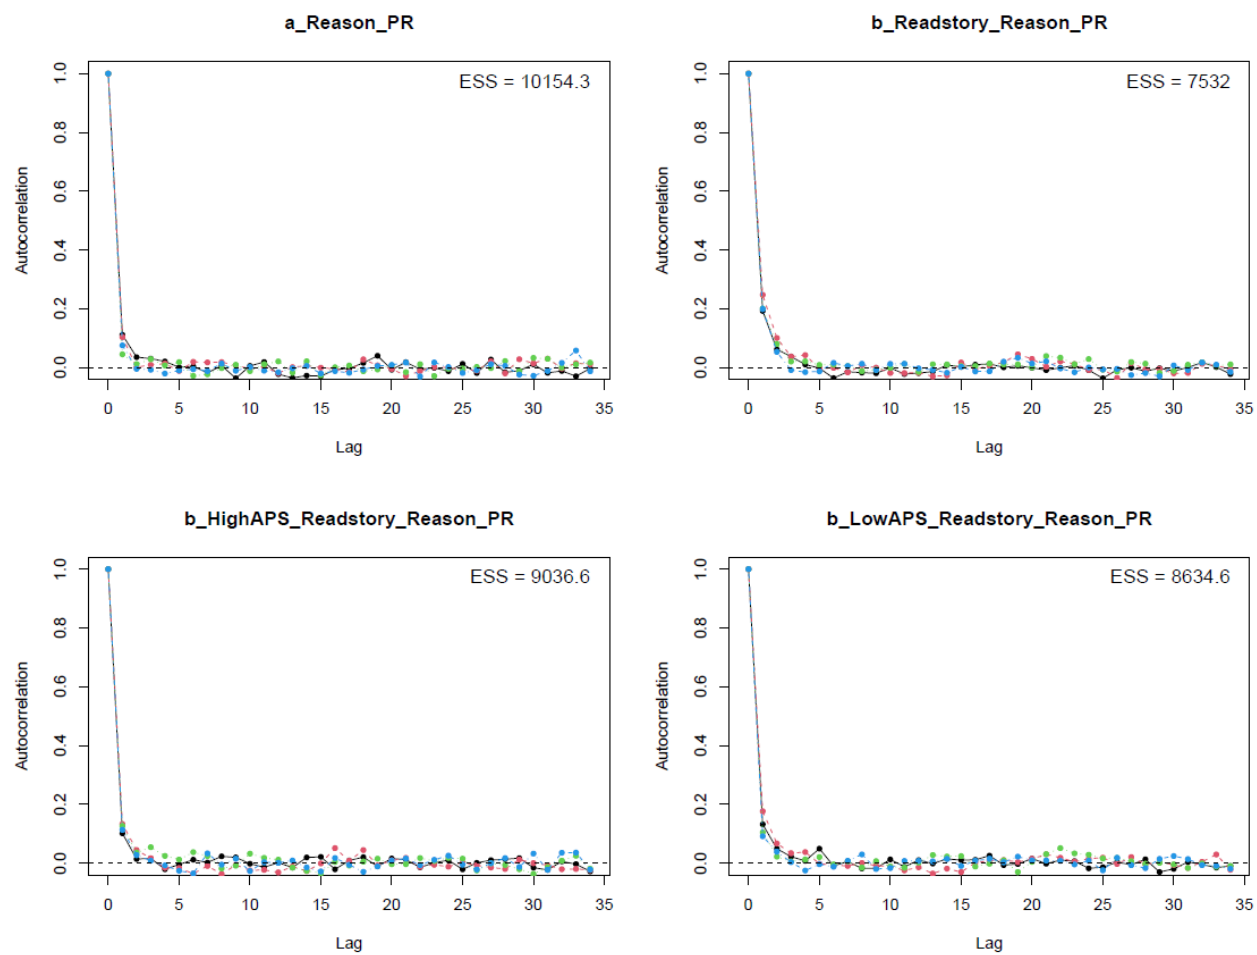 a_Reason_PR
ESS = 10154.3
Autocorrelation
1.0
0.8
0.6
0.4
0.2
0.0
0 5 10 15 20 25 30 35
Lag
b_Readstory_Reason_PR
ESS = 7532
Autocorrelation
1.0
0.8
0.6
0.4
0.2
0.0
0 5 10 15 20 25 30 35
Lag
b_HighAPS_Readstory_Reason_PR
ESS = 9036.6
Autocorrelation
1.0
0.8
0.6
0.4
0.2
0.0
0 5 10 15 20 25 30 35
Lag
b_LowAPS_Readstory_Reason_PR
ESS = 8634.6
Autocorrelation
1.0
0.8
0.6
0.4
0.2
0.0
0 5 10 15 20 25 30 35
Lag